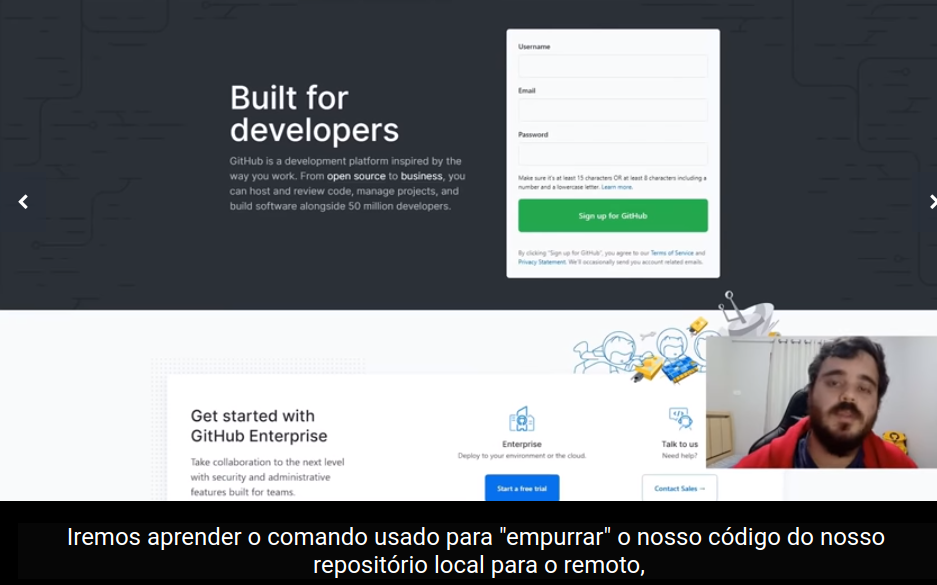 Built for
developers
GitHub is a development platform inspired by the
way you work. From open source to business, you
can host and review code, manage projects, and
build software alongside 50 million developers.
Username
Email
Password
Make sure it's at least 15 characters OR at least 8 characters including a
number and a lowercase letter. Learn more.
Sign up for GitHub
By clicking "Sign up for GitHub", you agree to our Terms of Service and
Privacy Statement. We'll occasionally send you account related emails.
Get started with
GitHub Enterprise
Take collaboration to the next level
with security and administrative
features built for teams.
Enterprise
Deploy to your environment or the cloud.
Start a free trial
Talk to us
Need help?
Contact Sales →
Iremos aprender o comando usado para "empurrar" o nosso código do nosso
repositório local para o remoto,